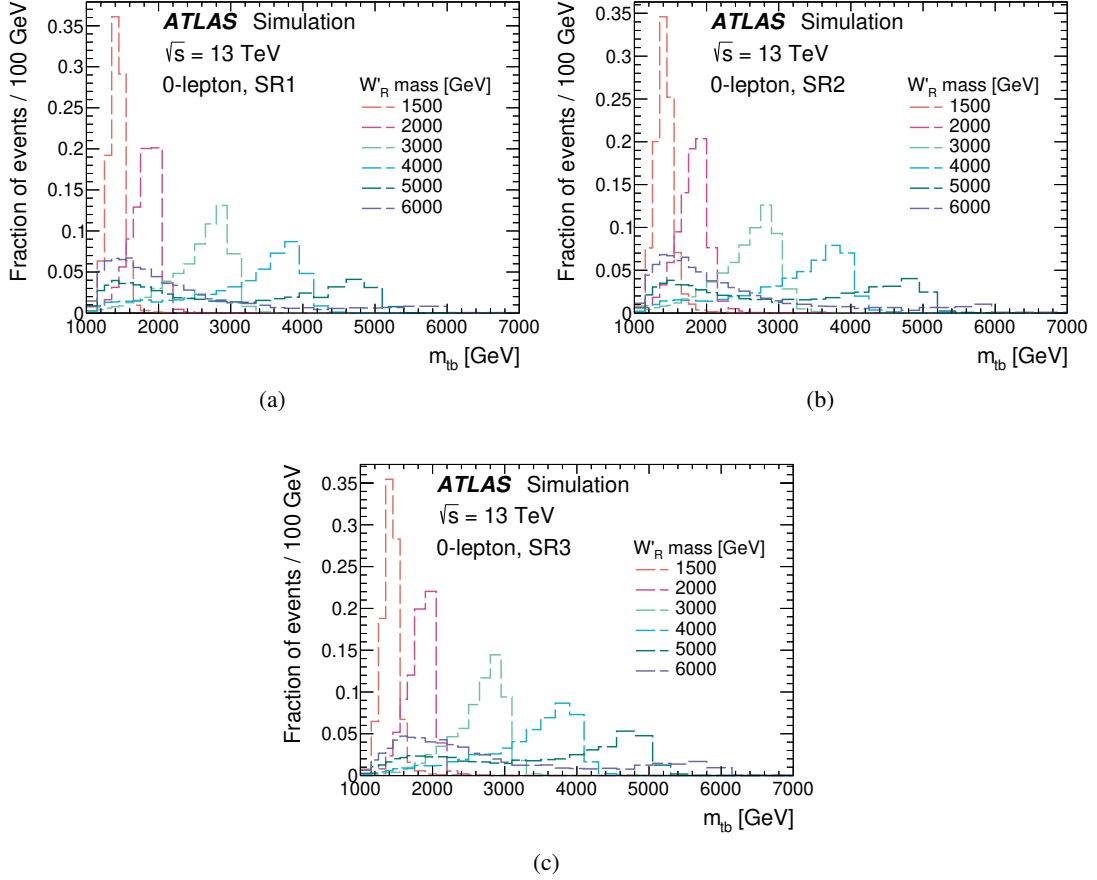 ATLAS Simulation
√s = 13 TeV
0-lepton, SR1
W'R mass [GeV]
1500
2000
3000
4000
5000
6000
Fraction of events / 100 GeV
0.35
0.3
0.25
0.2
0.15
0.1
0.05
0
1000 2000 3000 4000 5000 6000 7000
mtb [GeV]
(a)
ATLAS Simulation
√s = 13 TeV
0-lepton, SR2
W'R mass [GeV]
1500
2000
3000
4000
5000
6000
Fraction of events / 100 GeV
0.35
0.3
0.25
0.2
0.15
0.1
0.05
0
1000 2000 3000 4000 5000 6000 7000
mtb [GeV]
(b)
ATLAS Simulation
√s = 13 TeV
0-lepton, SR3
W'R mass [GeV]
1500
2000
3000
4000
5000
6000
Fraction of events / 100 GeV
0.35
0.3
0.25
0.2
0.15
0.1
0.05
0
1000 2000 3000 4000 5000 6000 7000
mtb [GeV]
(c)